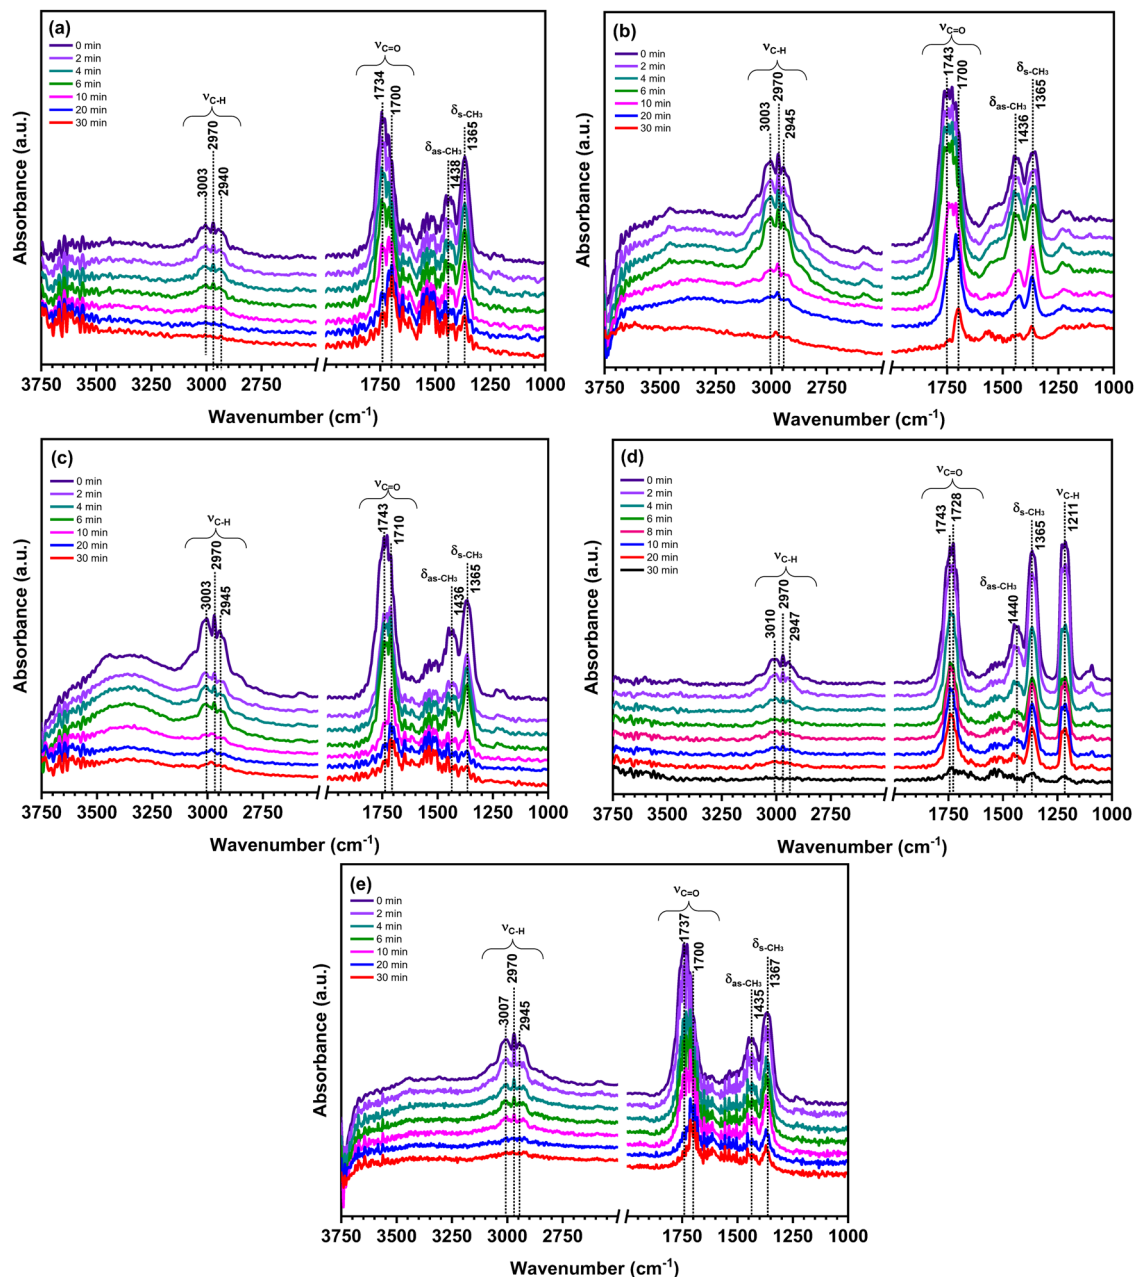 (a)
0 min
2 min
4 min
6 min
10 min
20 min
30 min
νC-H
3003
2970
2940
νC=O
1734
1700
δas-CH3
1438
δs-CH3
1365
Absorbance (a.u.)
3750 3250 3000 2750 1750 1500 1250 1000
Wavenumber (cm-1)
(b)
0 min
2 min
4 min
6 min
10 min
20 min
30 min
νC-H
3003
2970
2945
νC=O
1743
1700
δas-CH3
1436
δs-CH3
1365
Absorbance (a.u.)
3750 3500 3250 3000 2750 1750 1500 1250 1000
Wavenumber (cm-1)
(c)
0 min
2 min
4 min
6 min
10 min
20 min
30 min
νC-H
3003
2970
2945
νC=O
1743
1710
δas-CH3
1436
δs-CH3
1365
Absorbance (a.u.)
3750 3500 3250 3000 2750 1750 1500 1250 1000
Wavenumber (cm-1)
(d)
0 min
2 min
4 min
6 min
8 min
10 min
20 min
30 min
νC-H
3010
2970
2947
νC=O
1743
1728
δas-CH3
1440
δs-CH3
1365
νC-H
1211
Absorbance (a.u.)
3750 3500 3250 3000 2750 1750 1500 1250 1000
Wavenumber (cm-1)
(e)
0 min
2 min
4 min
6 min
10 min
20 min
30 min
νC-H
3007
2970
2945
νC=O
1737
1700
δas-CH3
1435
δs-CH3
1367
Absorbance (a.u.)
3750 3500 3250 3000 2750 1750 1500 1250 1000
Wavenumber (cm-1)